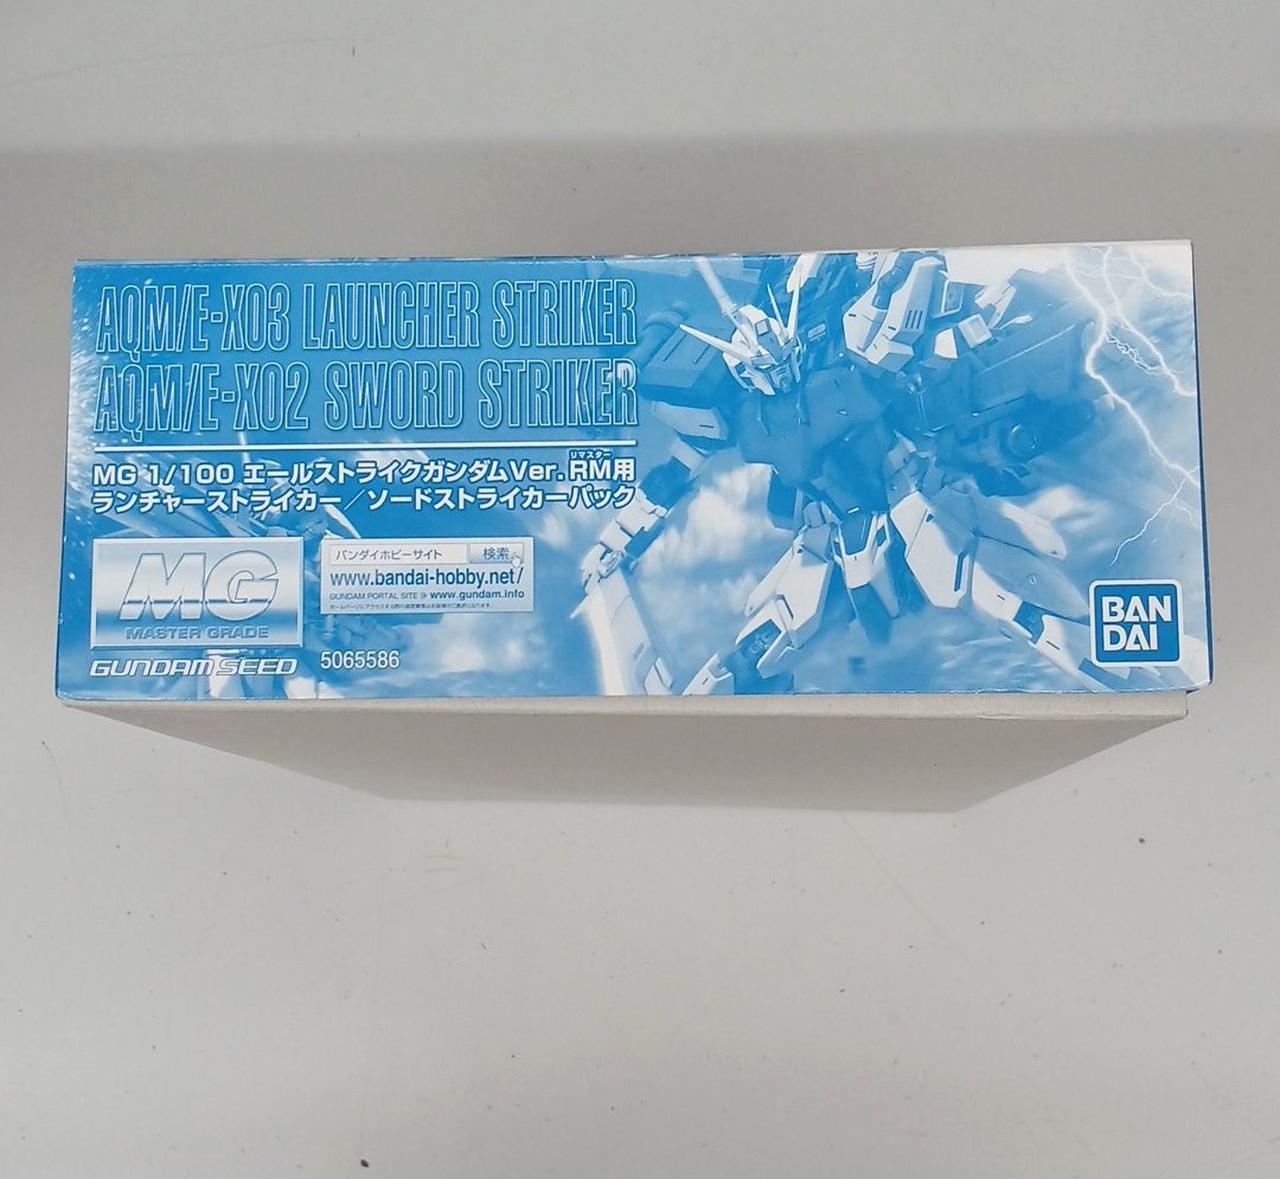 AQM/E-X03 LAUNCHER STRIKER
AQM/E-X02 SWORD STRIKER
リマスター
MG 1/100 エールストライクガンダムVer.RM用
ランチャーストライカー／ソードストライカーパック
MG
MASTER GRADE
GUNDAM SEED
バンダイホビーサイト 検索
www.bandai-hobby.net/
GUNDAM PORTAL SITE www.gundam.info
5065586
BAN
DAI